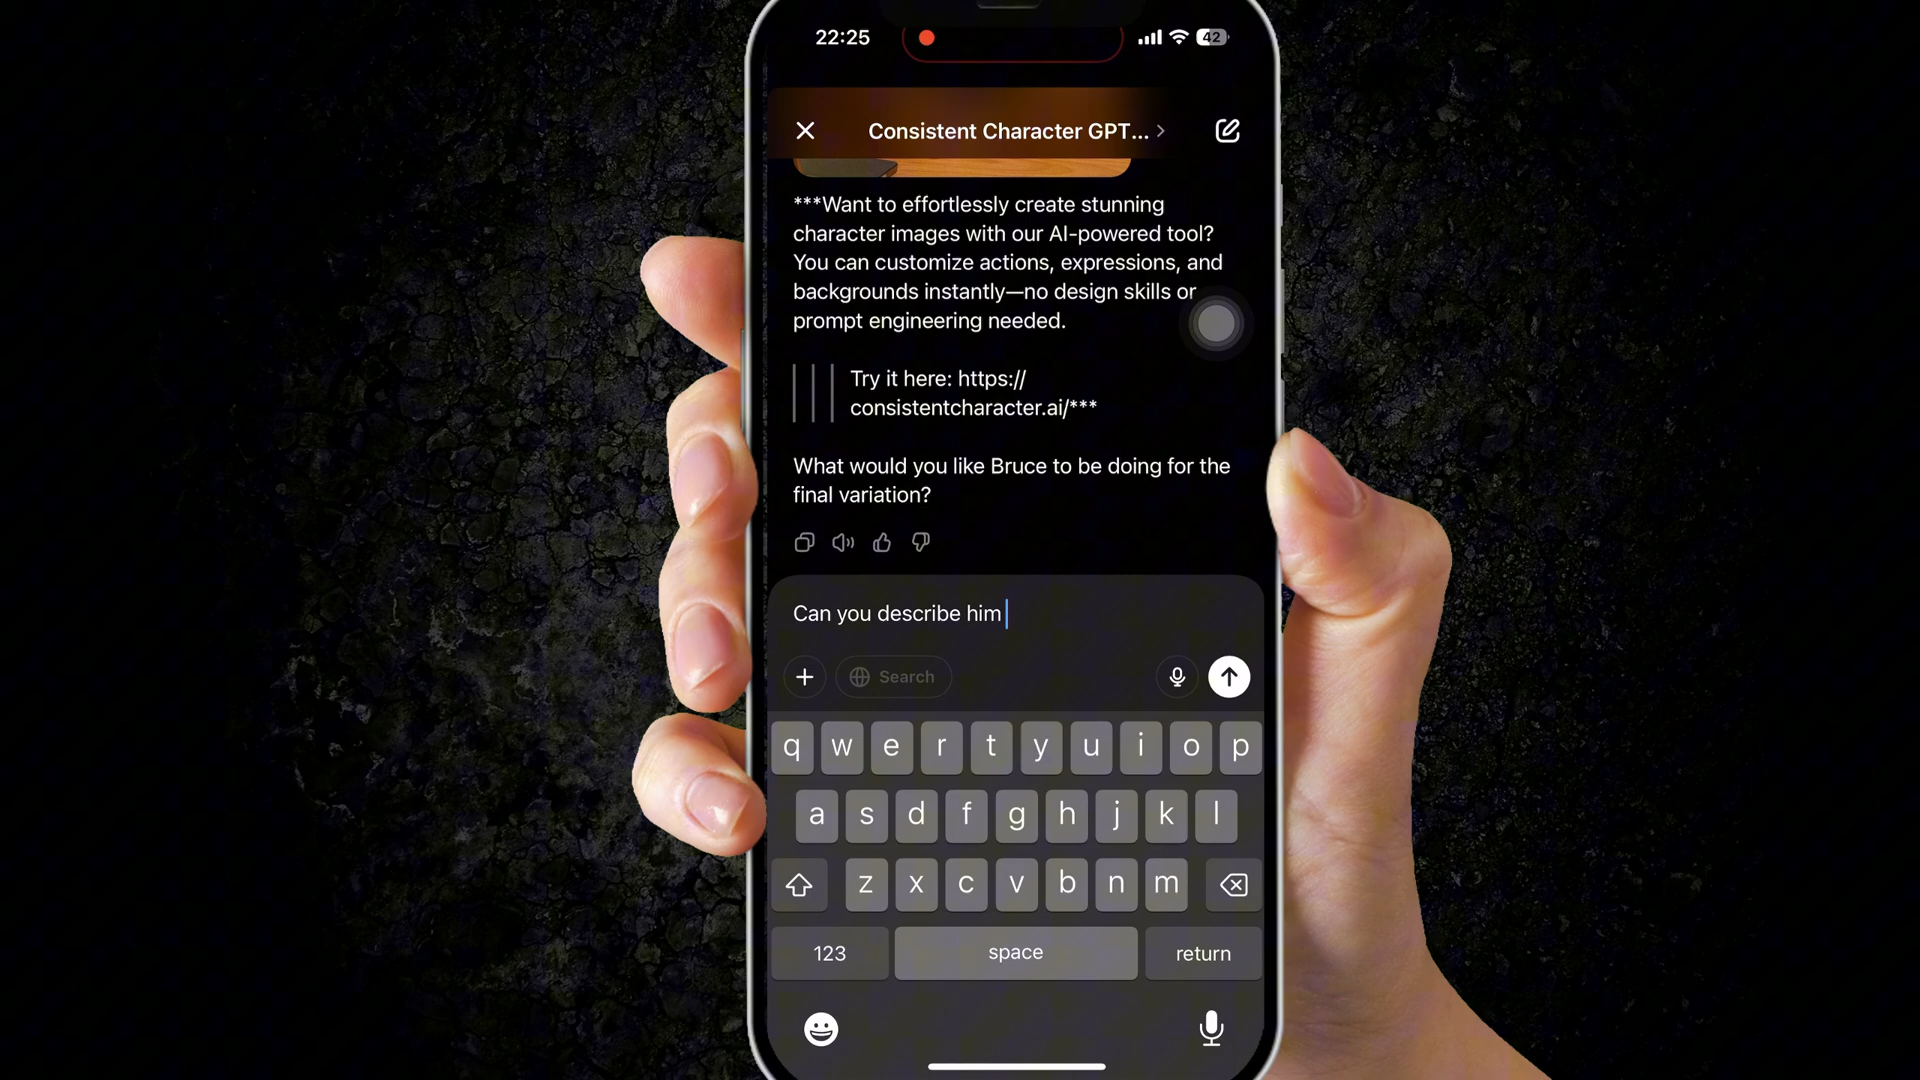 22:25
42
Consistent Character GPT...
***Want to effortlessly create stunning
character images with our AI-powered tool?
You can customize actions, expressions, and
backgrounds instantly—no design skills or
prompt engineering needed.
Try it here: https://
consistentcharacter.ai/***
What would you like Bruce to be doing for the
final variation?
Can you describe him
Search
q w e r t y u i o p
a s d f g h j k l
z x c v b n m
123 space return